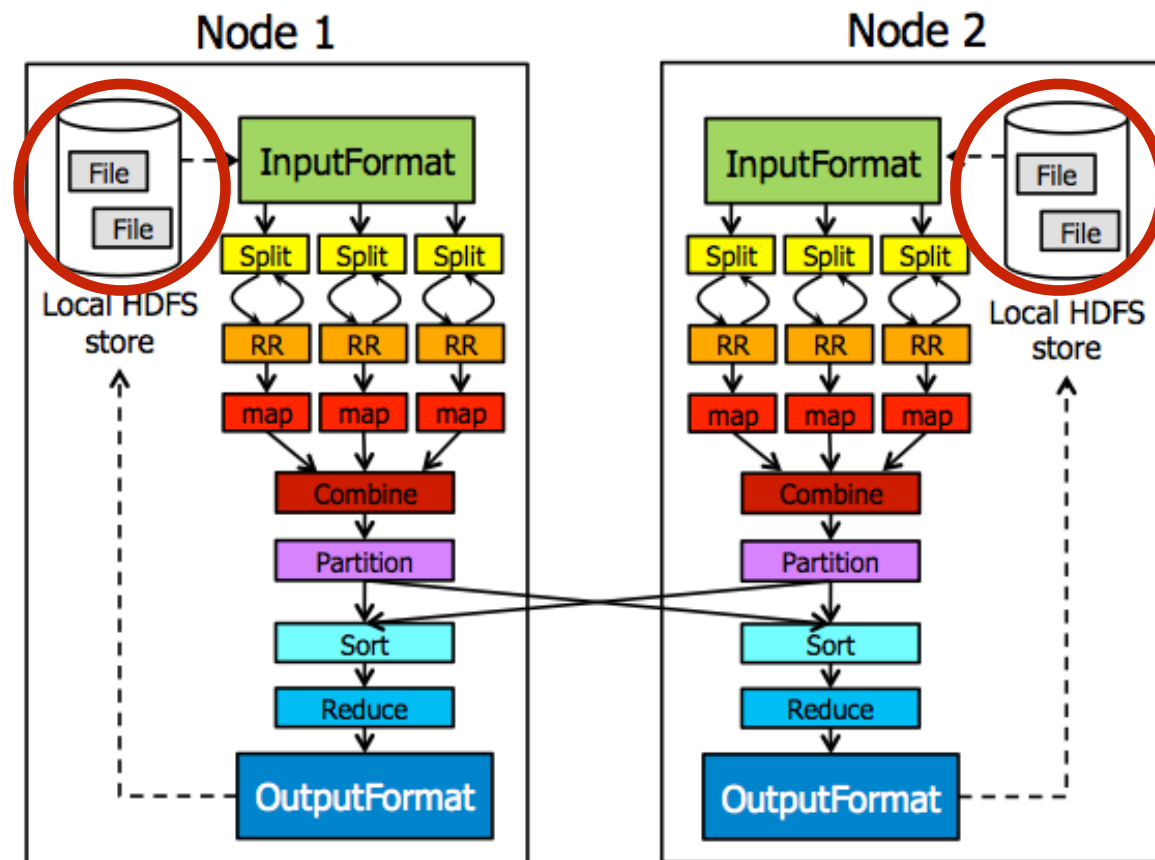 Node 1
File
File
Local HDFS
store
InputFormat
Split Split Split
RR RR RR
map map map
Combine
Partition
Sort
Reduce
OutputFormat
Node 2
InputFormat
File
File
Local HDFS
store
Split Split Split
RR RR RR
map map map
Combine
Partition
Sort
Reduce
OutputFormat